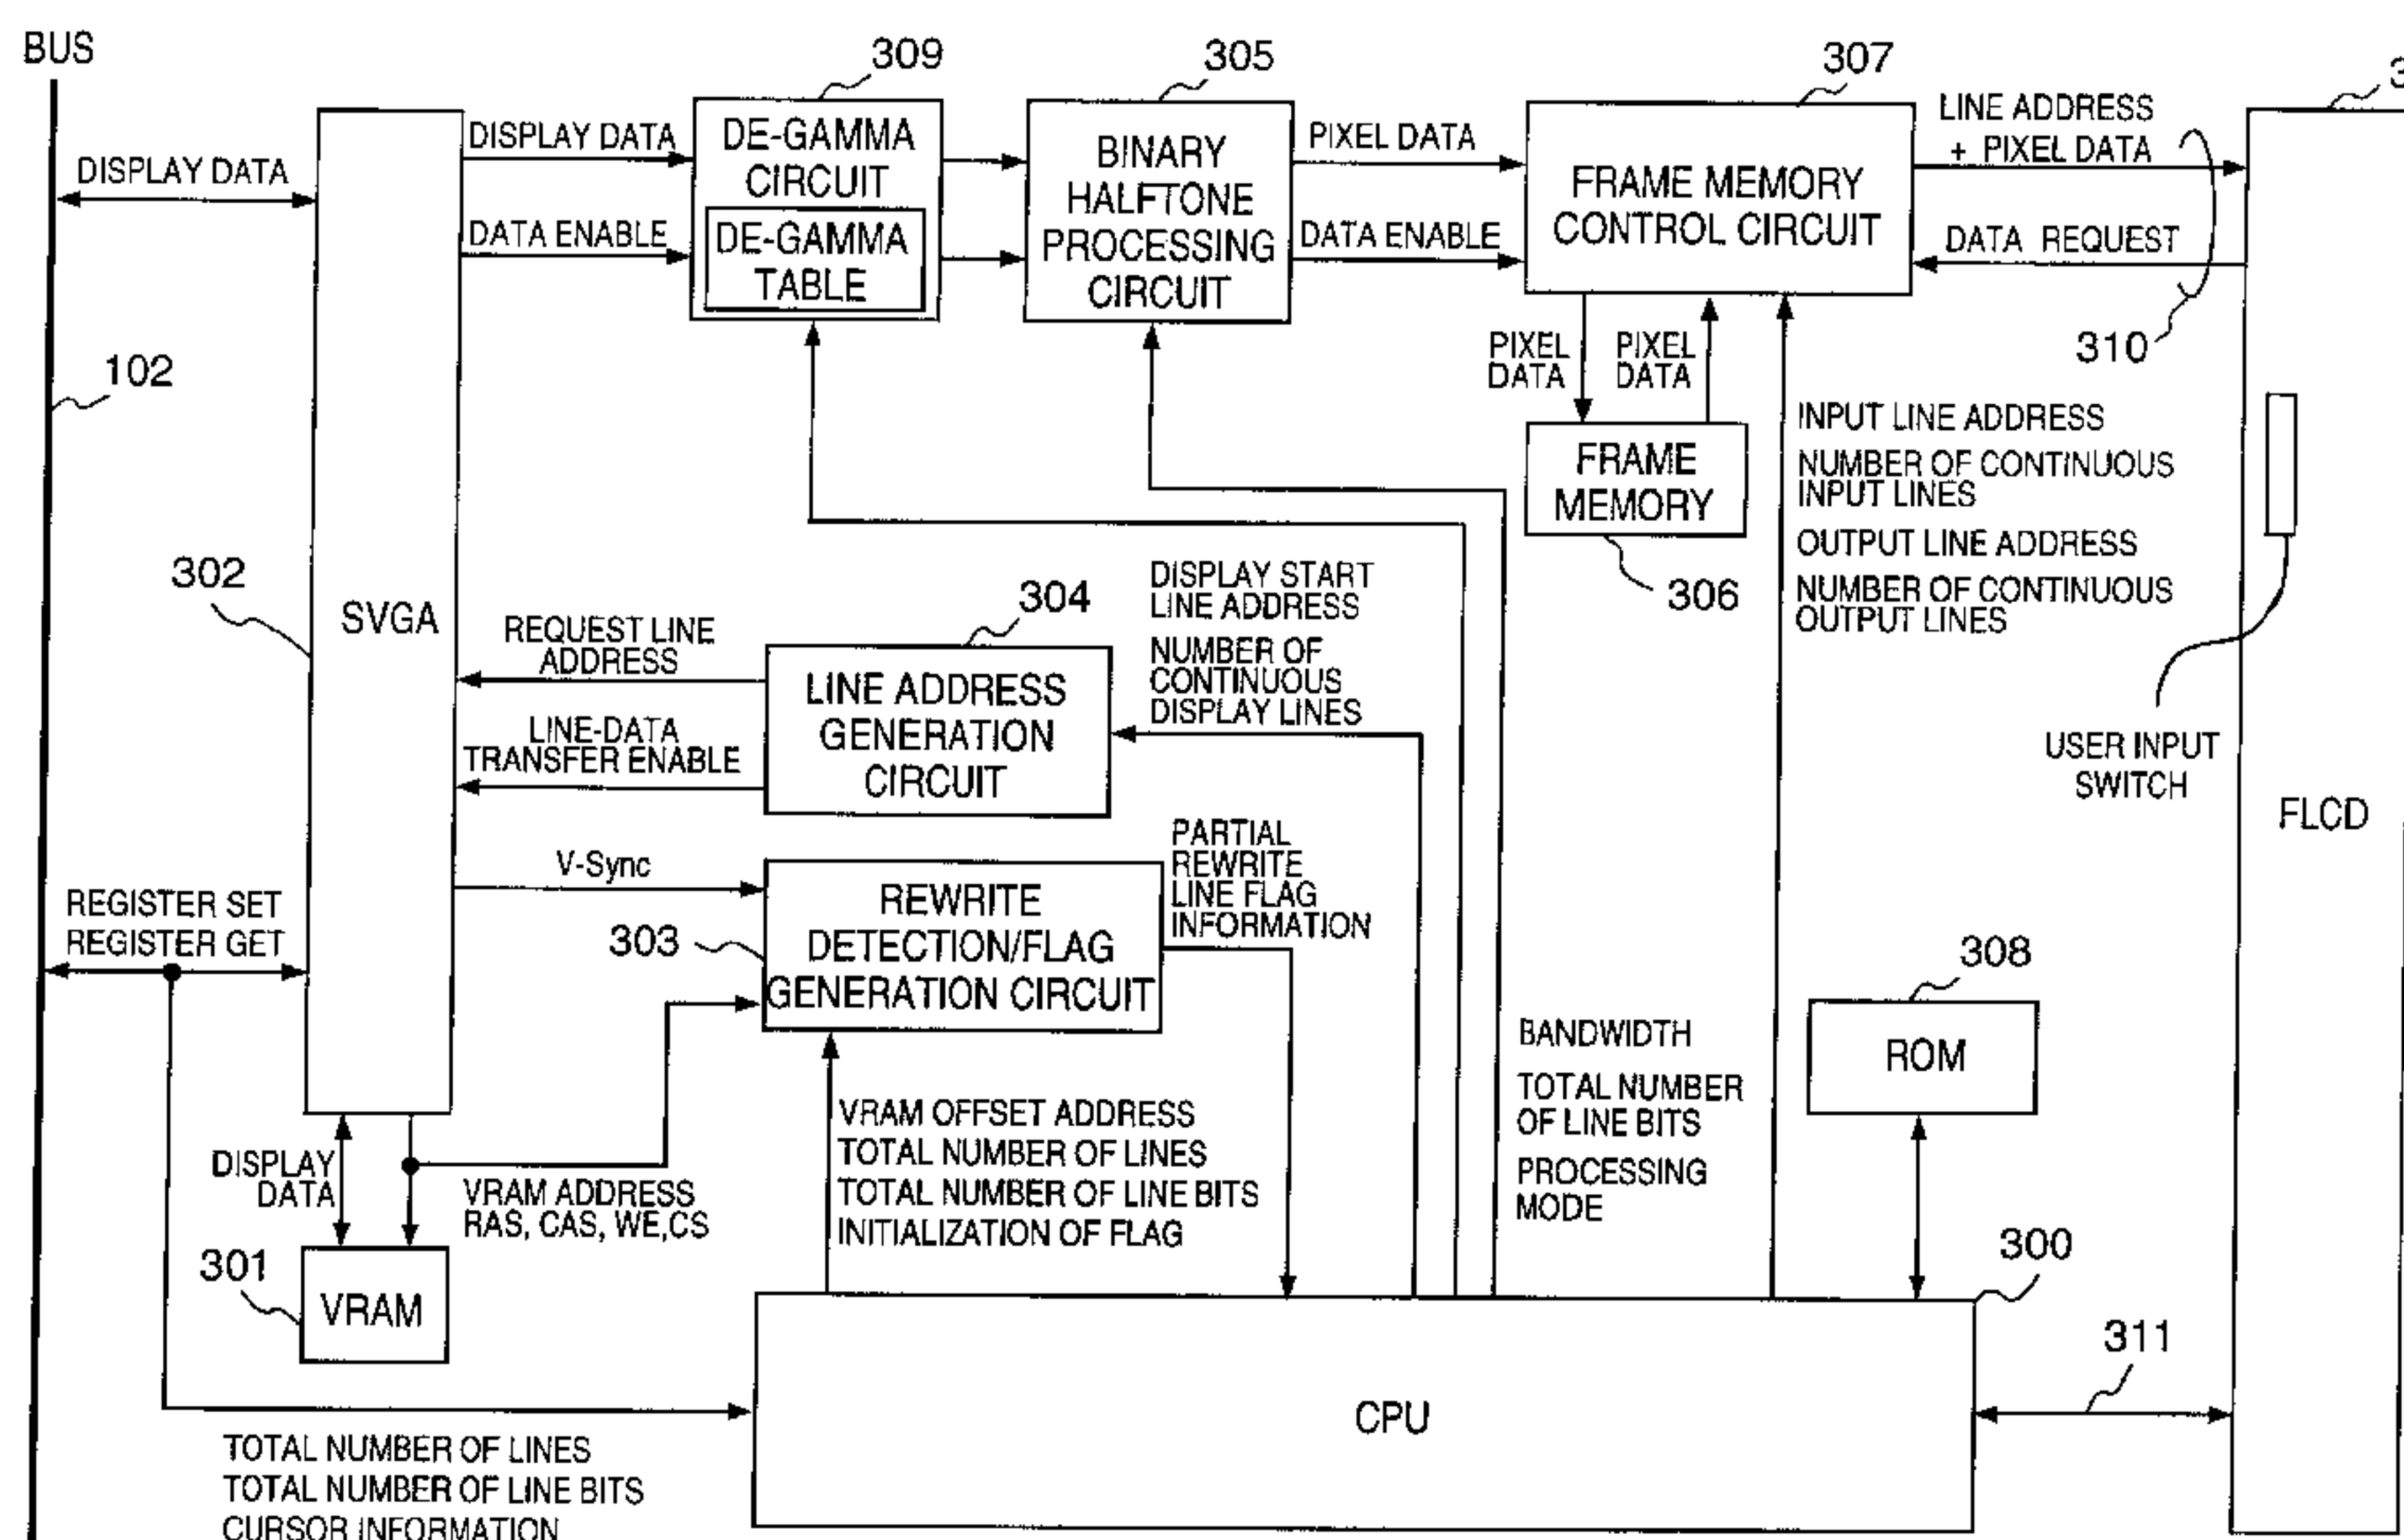 BUS
309
305
307
3
DISPLAY DATA
DISPLAY DATA
DATA ENABLE
DE-GAMMA
CIRCUIT
DE-GAMMA
TABLE
BINARY
HALFTONE
PROCESSING
CIRCUIT
PIXEL DATA
DATA ENABLE
FRAME MEMORY
CONTROL CIRCUIT
LINE ADDRESS
+ PIXEL DATA
DATA REQUEST
310
102
PIXEL
DATA
PIXEL
DATA
FRAME
MEMORY
306
INPUT LINE ADDRESS
NUMBER OF CONTINUOUS
INPUT LINES
OUTPUT LINE ADDRESS
NUMBER OF CONTINUOUS
OUTPUT LINES
302
SVGA
REQUEST LINE
ADDRESS
LINE-DATA
TRANSFER ENABLE
304
LINE ADDRESS
GENERATION
CIRCUIT
DISPLAY START
LINE ADDRESS
NUMBER OF
CONTINUOUS
DISPLAY LINES
USER INPUT
SWITCH
FLCD
V-Sync
303
REWRITE
DETECTION/FLAG
GENERATION CIRCUIT
PARTIAL
REWRITE
LINE FLAG
INFORMATION
REGISTER SET
REGISTER GET
308
ROM
BANDWIDTH
TOTAL NUMBER
OF LINE BITS
PROCESSING
MODE
DISPLAY
DATA
VRAM ADDRESS
RAS, CAS, WE,CS
VRAM OFFSET ADDRESS
TOTAL NUMBER OF LINES
TOTAL NUMBER OF LINE BITS
INITIALIZATION OF FLAG
301
VRAM
300
311
CPU
TOTAL NUMBER OF LINES
TOTAL NUMBER OF LINE BITS
CURSOR INFORMATION